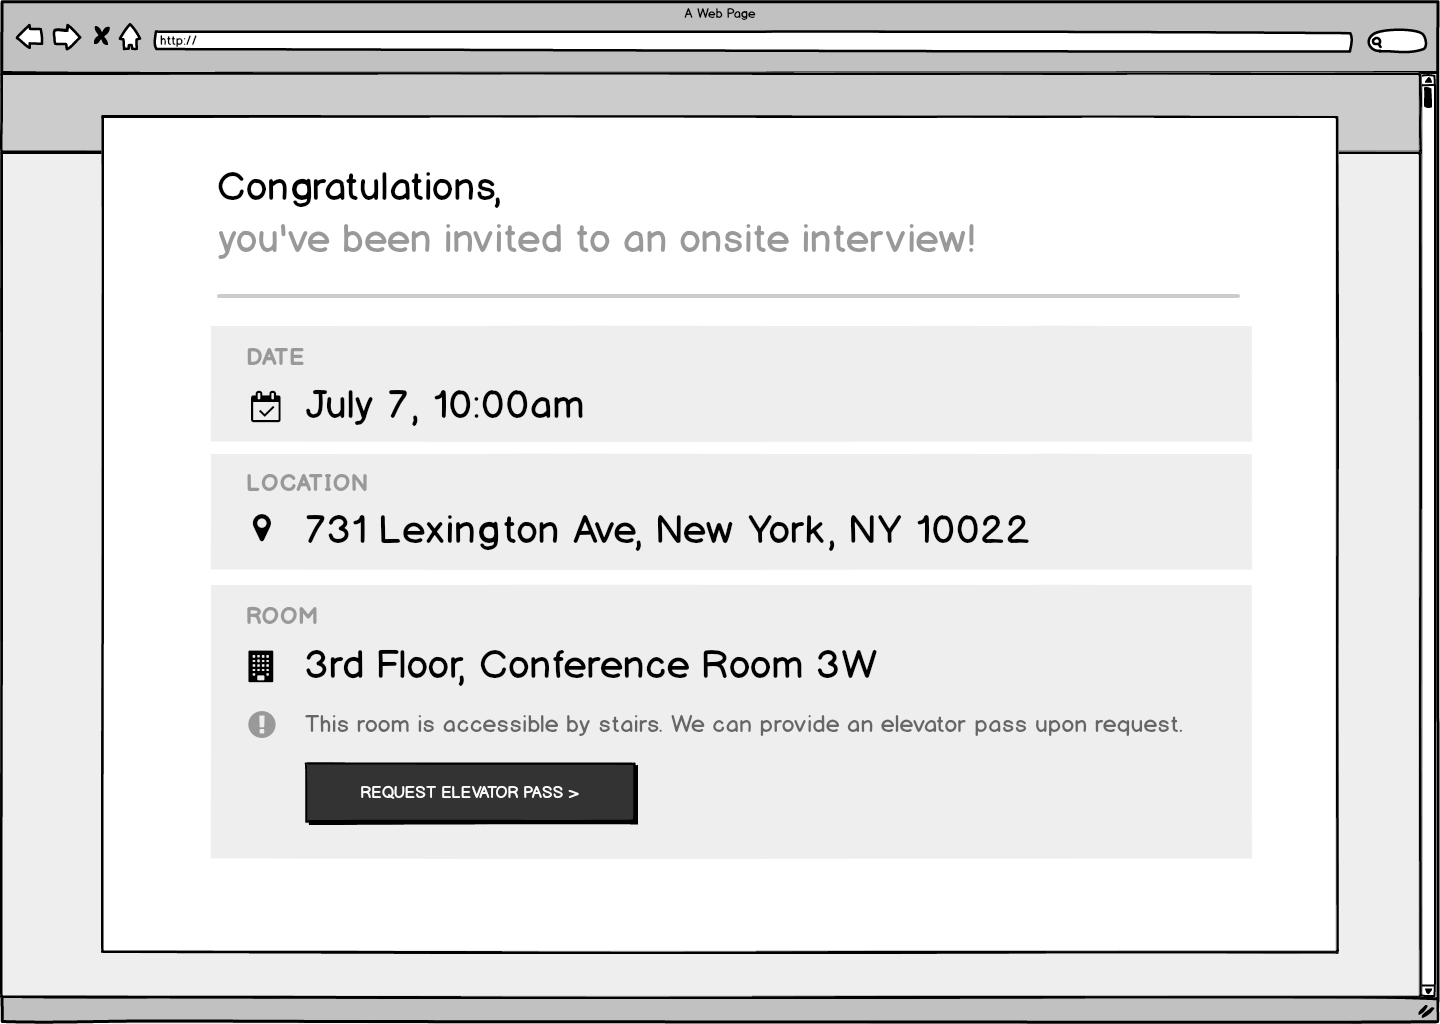 A Web Page
http://
Congratulations,
you've been invited to an onsite interview!
DATE
July 7, 10:00am
LOCATION
731 Lexington Ave, New York, NY 10022
ROOM
3rd Floor, Conference Room 3W
This room is accessible by stairs. We can provide an elevator pass upon request.
REQUEST ELEVATOR PASS >